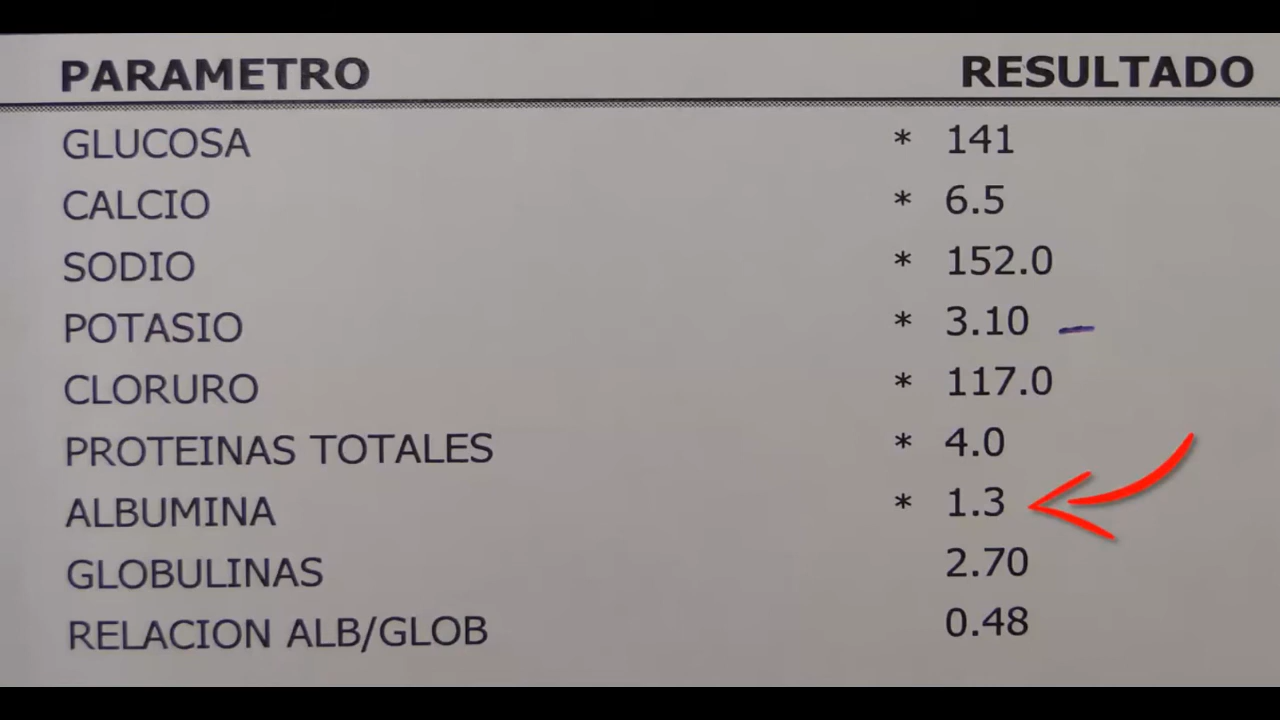 PARAMETRO RESULTADO
GLUCOSA * 141
CALCIO * 6.5
SODIO * 152.0
POTASIO * 3.10
CLORURO * 117.0
PROTEINAS TOTALES * 4.0
ALBUMINA * 1.3
GLOBULINAS 2.70
RELACION ALB/GLOB 0.48